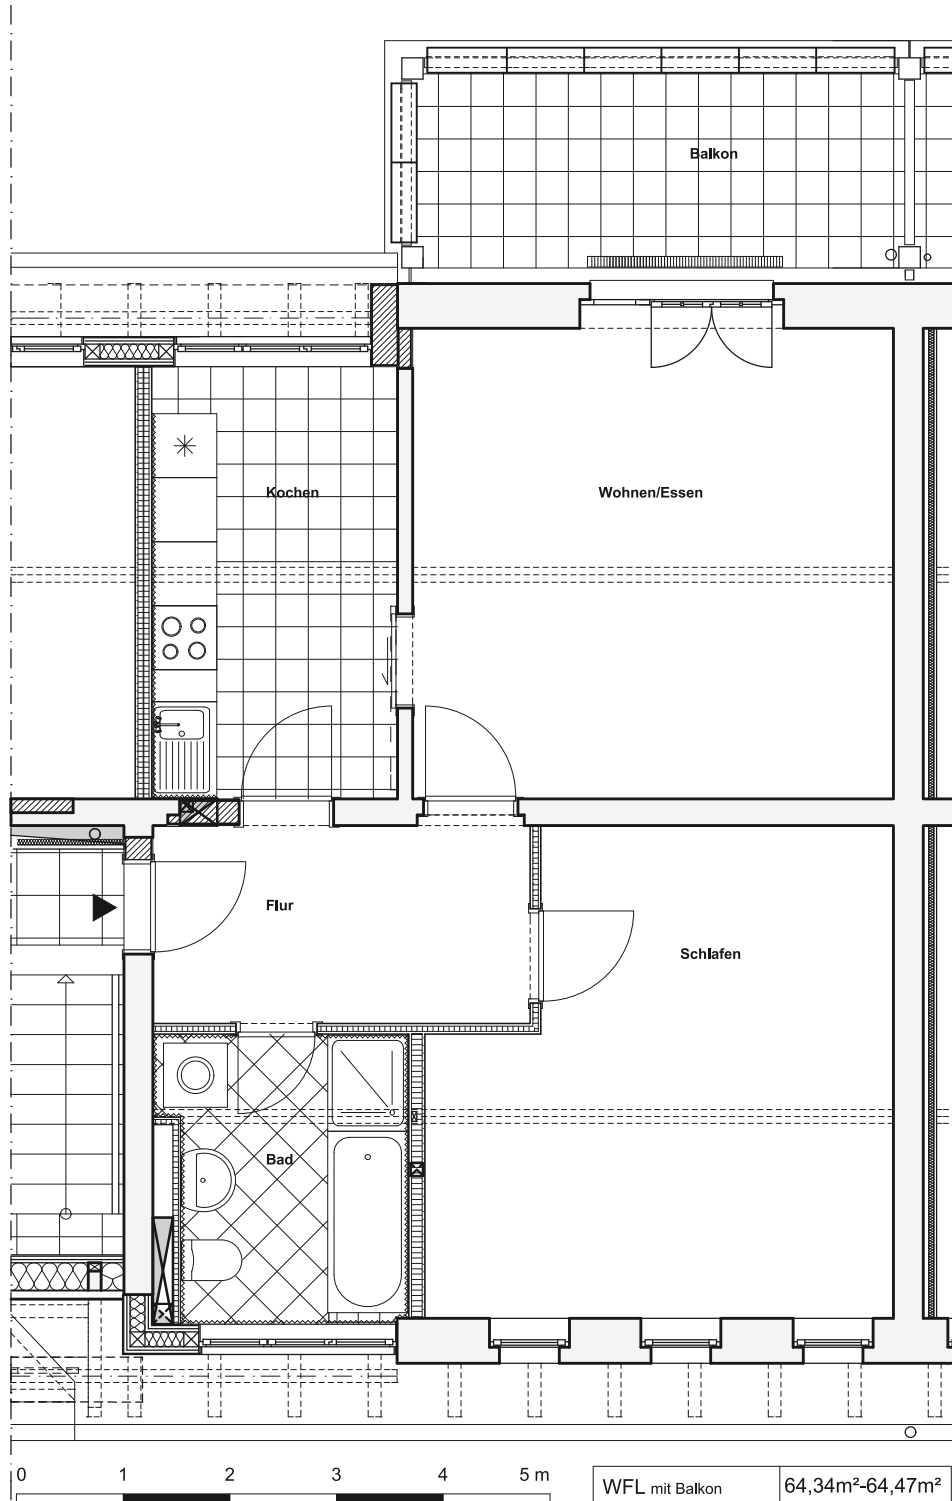 Balkon
Kochen
Wohnen/Essen
Flur
Schlafen
Bad
0 1 2 3 4 5 m
WFL mit Balkon 64,34m²-64,47m²